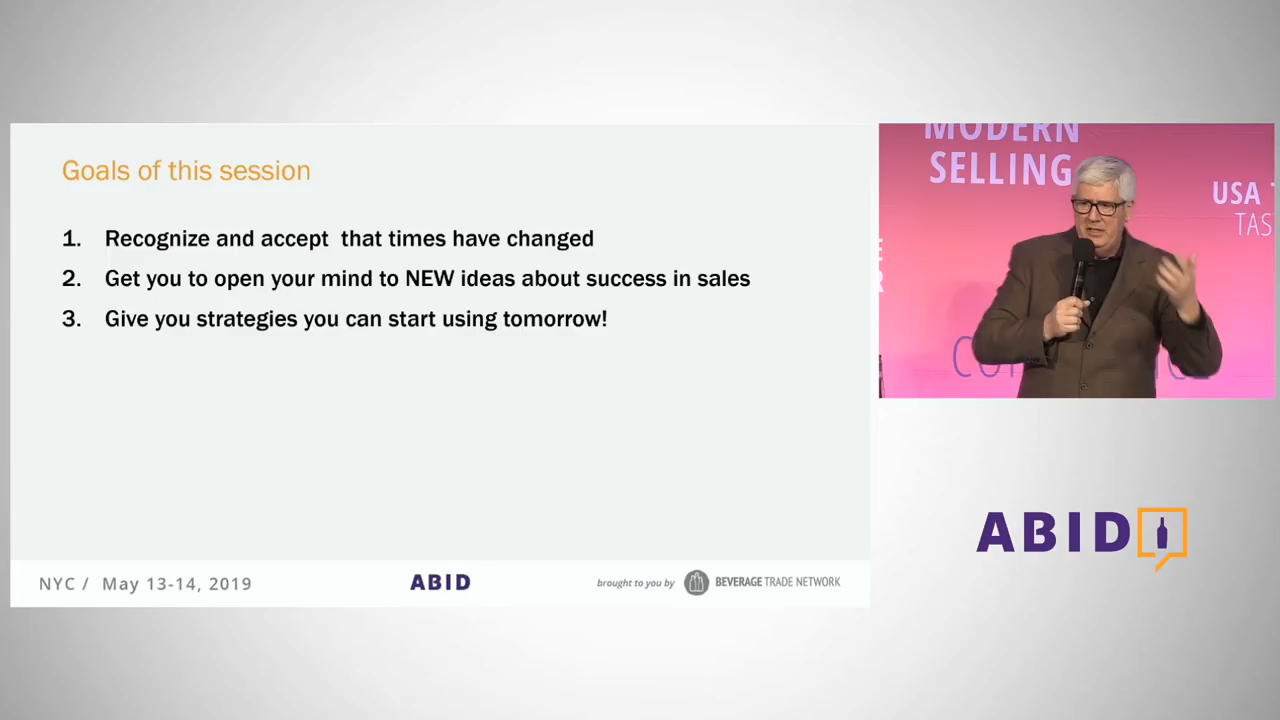 Goals of this session
1. Recognize and accept  that times have changed
2. Get you to open your mind to NEW ideas about success in sales
3. Give you strategies you can start using tomorrow!
NYC / May 13-14, 2019
ABID
brought to you by BEVERAGE TRADE NETWORK
MODERN
SELLING
USA
TAS
ABID